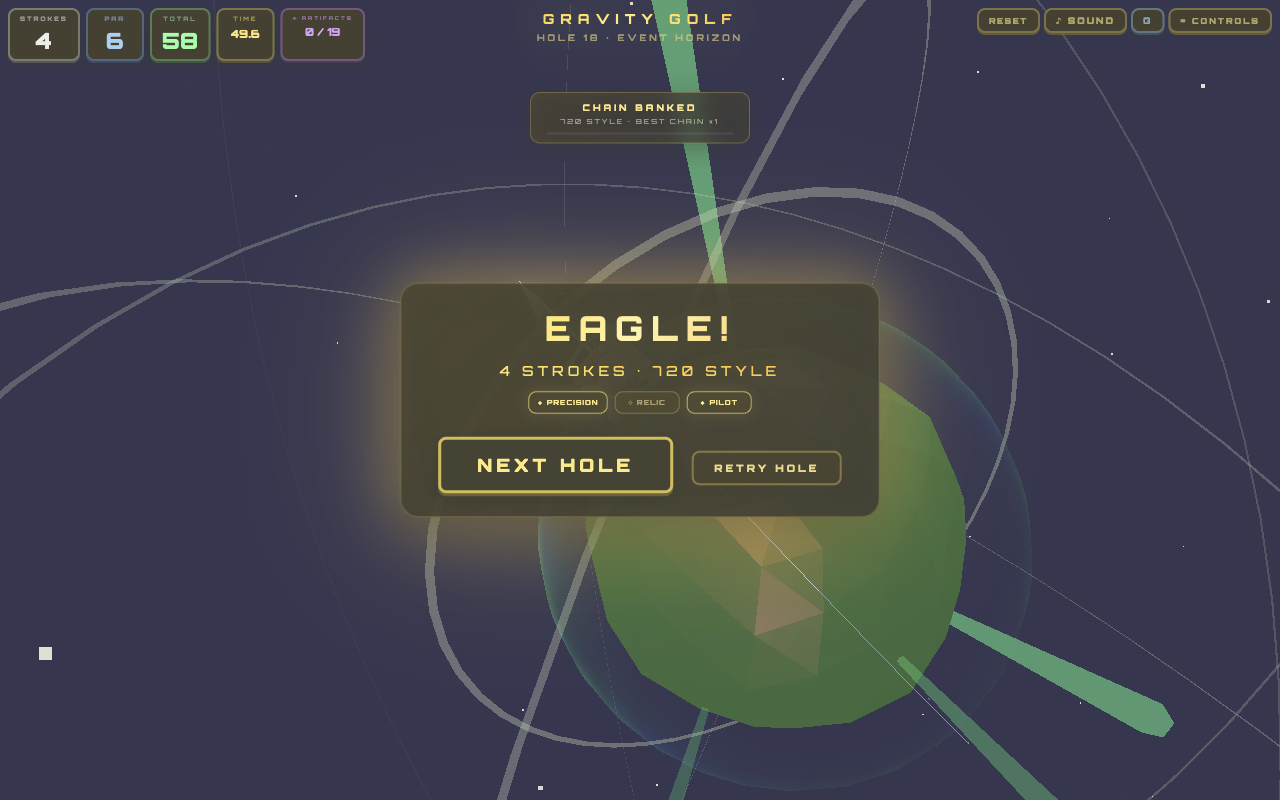 STROKES
4
PAR
6
TOTAL
58
TIME
49.6
ARTIFACTS
0 / 19
GRAVITY GOLF
HOLE 18 · EVENT HORIZON
RESET
♪ SOUND
G
CONTROLS
CHAIN BANKED
720 STYLE · BEST CHAIN ×1
EAGLE!
4 STROKES · 720 STYLE
◆ PRECISION
◇ RELIC
◆ PILOT
NEXT HOLE
RETRY HOLE